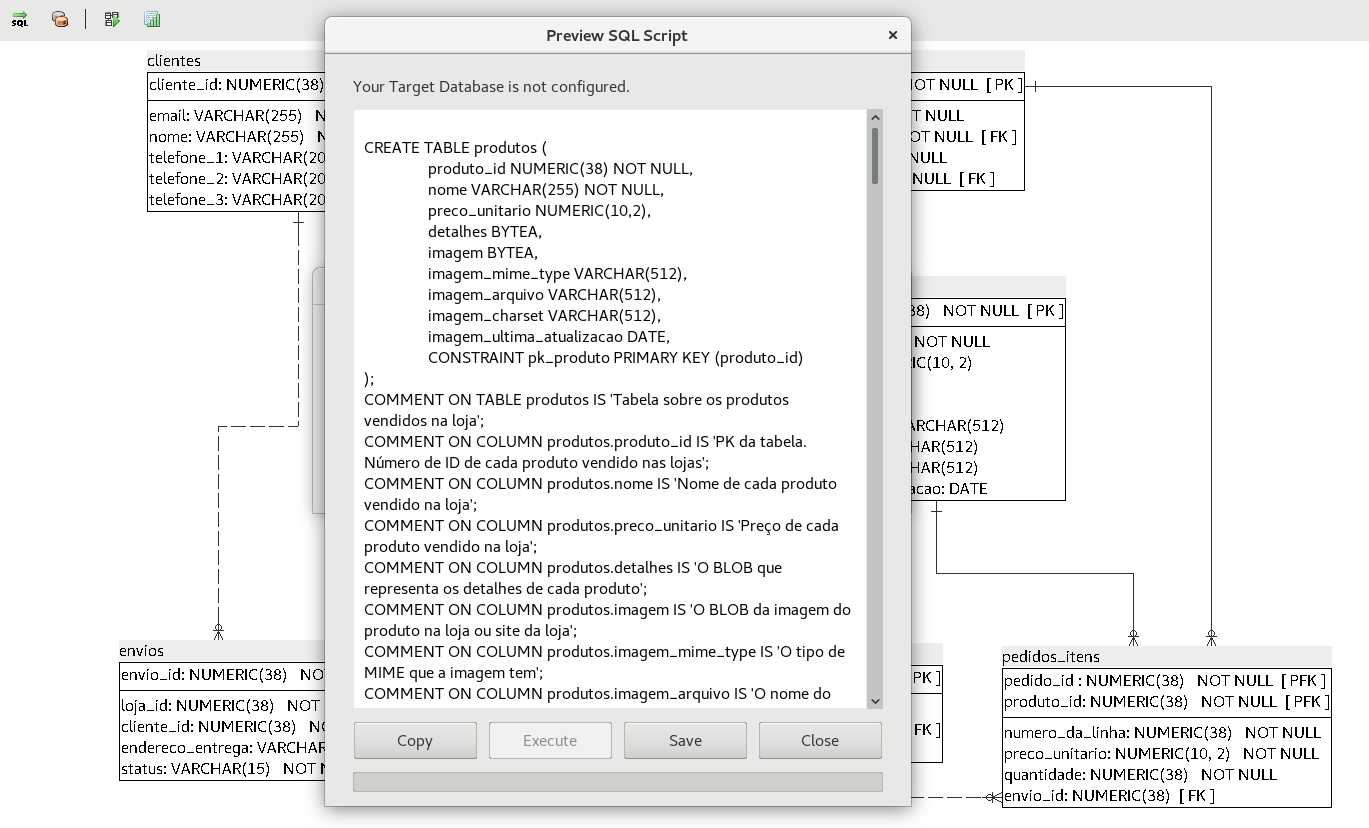 SQL
Preview SQL Script
×
Your Target Database is not configured.
CREATE TABLE produtos (
produto_id NUMERIC(38) NOT NULL,
nome VARCHAR(255) NOT NULL,
preco_unitario NUMERIC(10,2),
detalhes BYTEA,
imagem BYTEA,
imagem_mime_type VARCHAR(512),
imagem_arquivo VARCHAR(512),
imagem_charset VARCHAR(512),
imagem_ultima_atualizacao DATE,
CONSTRAINT pk_produto PRIMARY KEY (produto_id)
);
COMMENT ON TABLE produtos IS 'Tabela sobre os produtos
vendidos na loja';
COMMENT ON COLUMN produtos.produto_id IS 'PK da tabela.
Número de ID de cada produto vendido nas lojas';
COMMENT ON COLUMN produtos.nome IS 'Nome de cada produto
vendido na loja';
COMMENT ON COLUMN produtos.preco_unitario IS 'Preço de cada
produto vendido na loja';
COMMENT ON COLUMN produtos.detalhes IS 'O BLOB que
representa os detalhes de cada produto';
COMMENT ON COLUMN produtos.imagem IS 'O BLOB da imagem do
produto na loja ou site da loja';
COMMENT ON COLUMN produtos.imagem_mime_type IS 'O tipo de
MIME que a imagem tem';
COMMENT ON COLUMN produtos.imagem_arquivo IS 'O nome do
Copy
Execute
Save
Close
clientes
cliente_id: NUMERIC(38)
email: VARCHAR(255) N
nome: VARCHAR(255) N
telefone_1: VARCHAR(20
telefone_2: VARCHAR(20
telefone_3: VARCHAR(20
envios
envio_id: NUMERIC(38) NO
loja_id: NUMERIC(38) NOT
cliente_id: NUMERIC(38) NO
endereco_entrega: VARCHAR
status: VARCHAR(15) NOT N
OT NULL [ PK ]
T NULL
OT NULL [ FK ]
NULL
NULL [ FK ]
38) NOT NULL [ PK ]
NOT NULL
IC(10, 2)
ARCHAR(512)
HAR(512)
HAR(512)
acao: DATE
PK ]
FK ]
pedidos_itens
pedido_id : NUMERIC(38) NOT NULL [ PFK ]
produto_id: NUMERIC(38) NOT NULL [ PFK ]
numero_da_linha: NUMERIC(38) NOT NULL
preco_unitario: NUMERIC(10, 2) NOT NULL
quantidade: NUMERIC(38) NOT NULL
envio_id: NUMERIC(38) [ FK ]